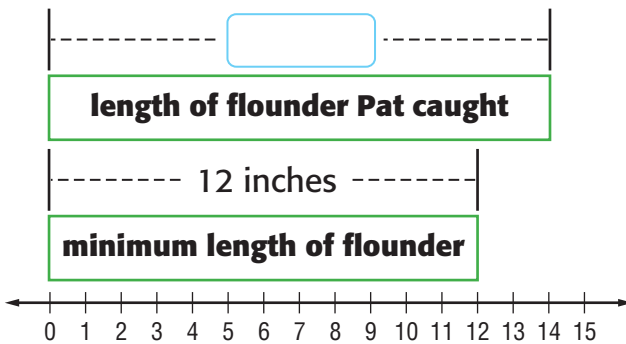 length of flounder Pat caught
12 inches
minimum length of flounder
0 1 2 3 4 5 6 7 8 9 10 11 12 13 14 15